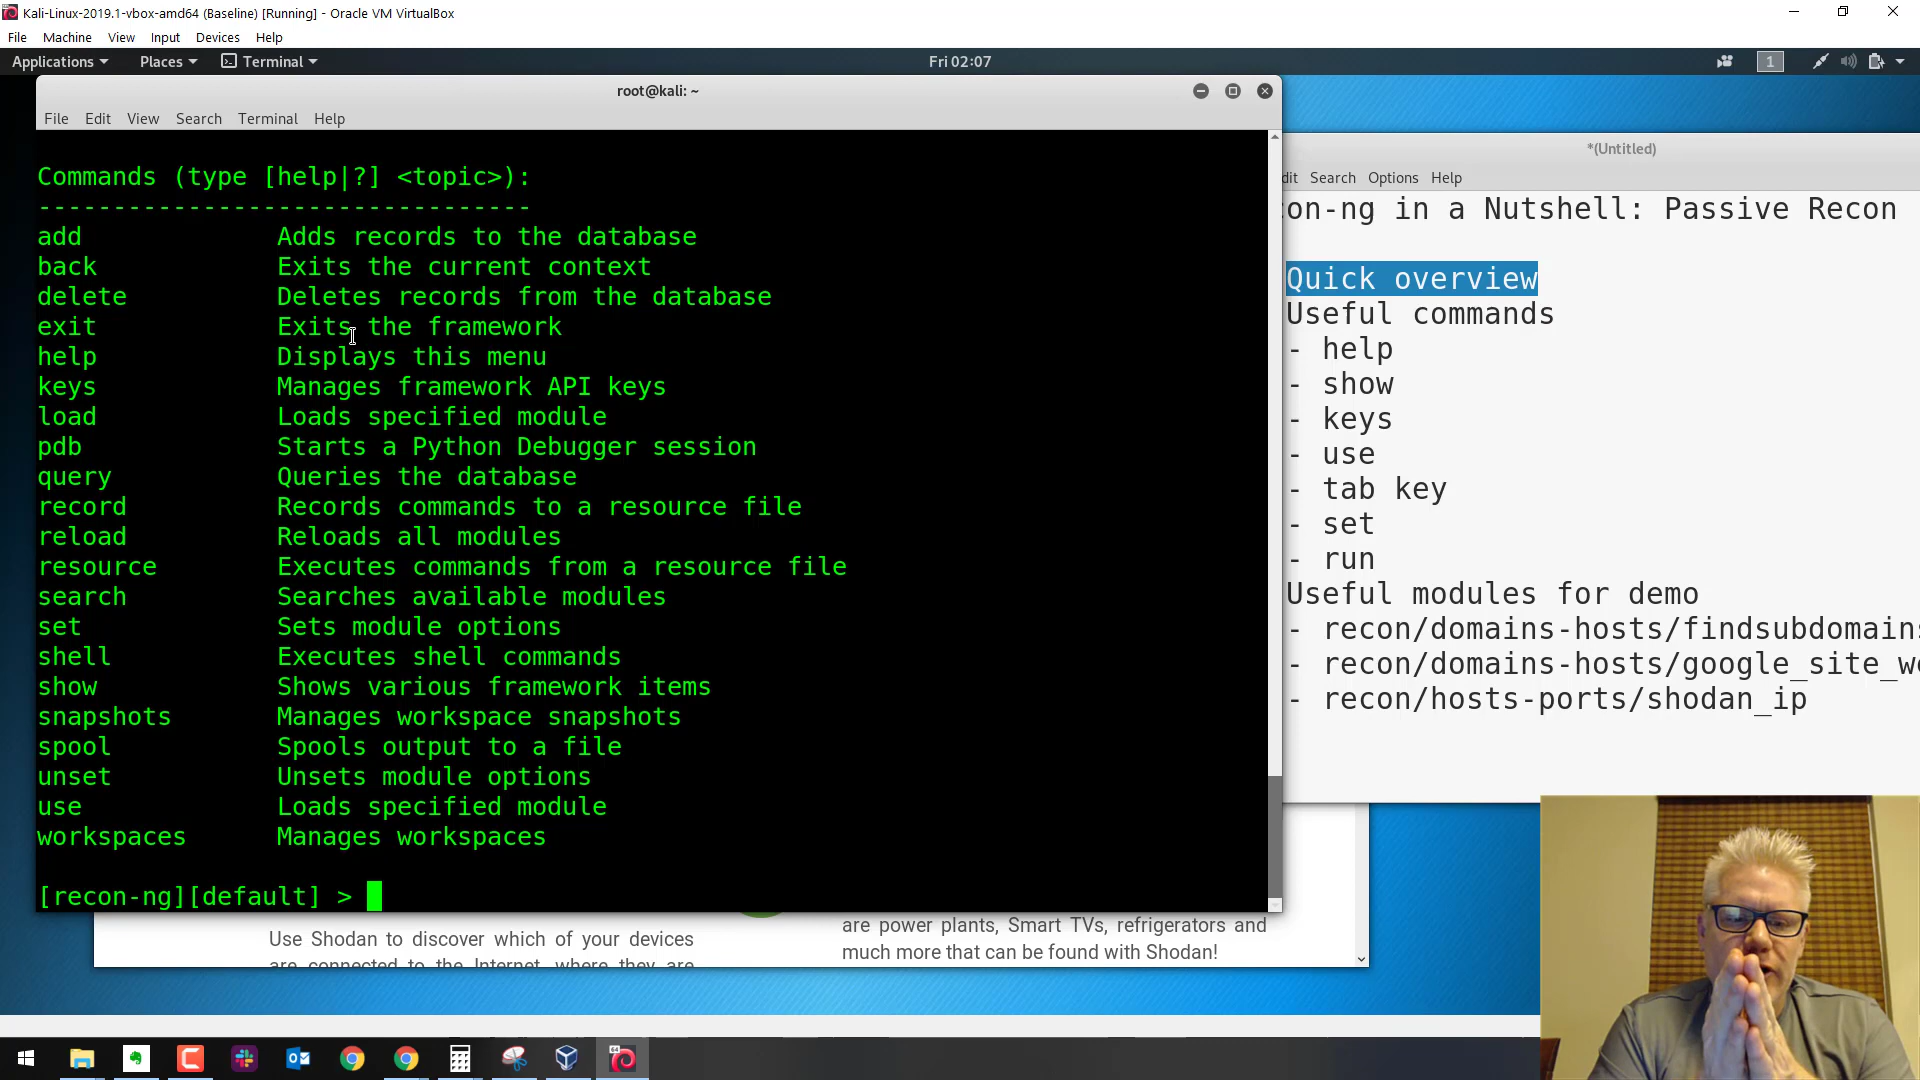 Kali-Linux-2019.1-vbox-amd64 (Baseline) [Running] - Oracle VM VirtualBox
File Machine View Input Devices Help
Applications Places Terminal Fri 02:07 1
root@kali: ~
File Edit View Search Terminal Help
Commands (type [help|?] <topic>):
---------------------------------
add Adds records to the database
back Exits the current context
delete Deletes records from the database
exit Exits the framework
help Displays this menu
keys Manages framework API keys
load Loads specified module
pdb Starts a Python Debugger session
query Queries the database
record Records commands to a resource file
reload Reloads all modules
resource Executes commands from a resource file
search Searches available modules
set Sets module options
shell Executes shell commands
show Shows various framework items
snapshots Manages workspace snapshots
spool Spools output to a file
unset Unsets module options
use Loads specified module
workspaces Manages workspaces
[recon-ng][default] >
*(Untitled)
dit Search Options Help
con-ng in a Nutshell: Passive Recon
Quick overview
Useful commands
- help
- show
- keys
- use
- tab key
- set
- run
Useful modules for demo
- recon/domains-hosts/findsubdomains
- recon/domains-hosts/google_site_we
- recon/hosts-ports/shodan_ip
Use Shodan to discover which of your devices
are connected to the Internet, where they are
are power plants, Smart TVs, refrigerators and
much more that can be found with Shodan!